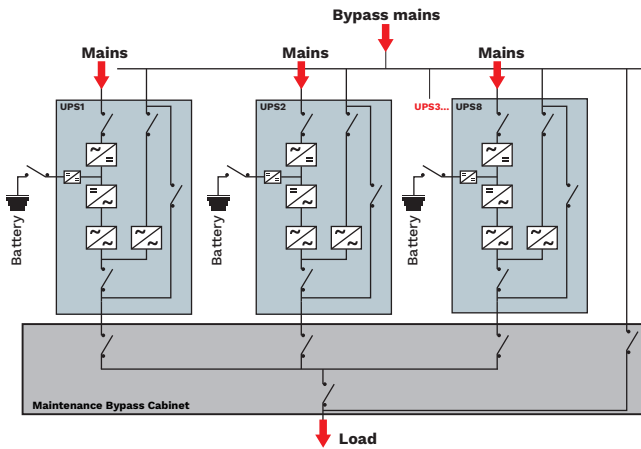 Bypass mains
Mains
Mains
Mains
UPS1
UPS2
UPS3...
UPS8
Battery
Battery
Battery
Maintenance Bypass Cabinet
Load